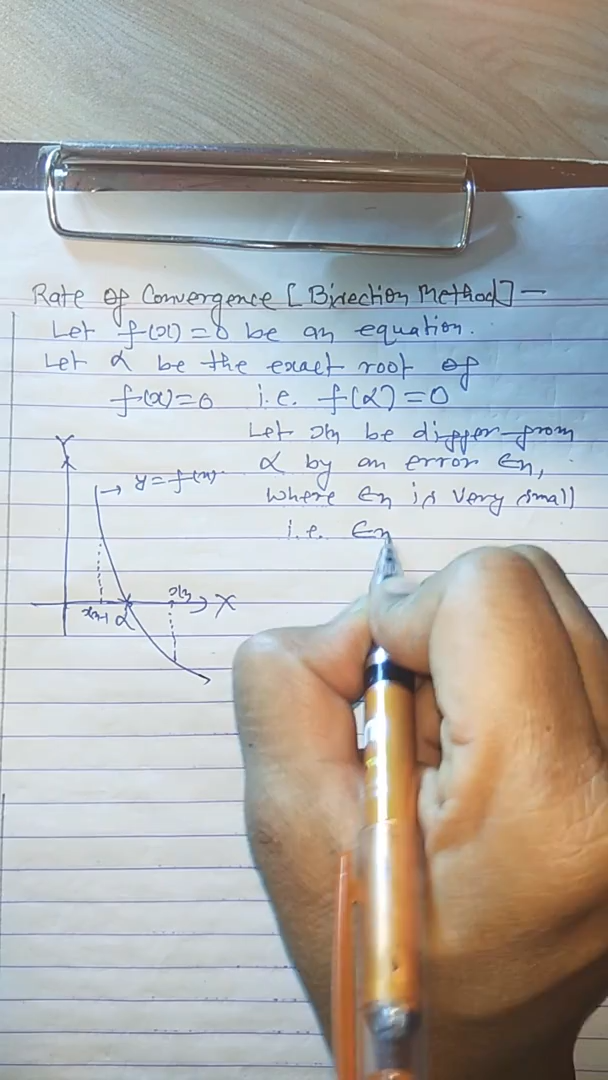 Rate of Convergence [Bisection Method] —
Let f(x) = 0 be an equation.
Let α be the exact root of
f(x) = 0 i.e. f(α) = 0
Let xn be digger from
α by an error ϵn,
where ϵn is very small
i.e. ϵn
Y
y = f(x)
xn
X
xn-1
α